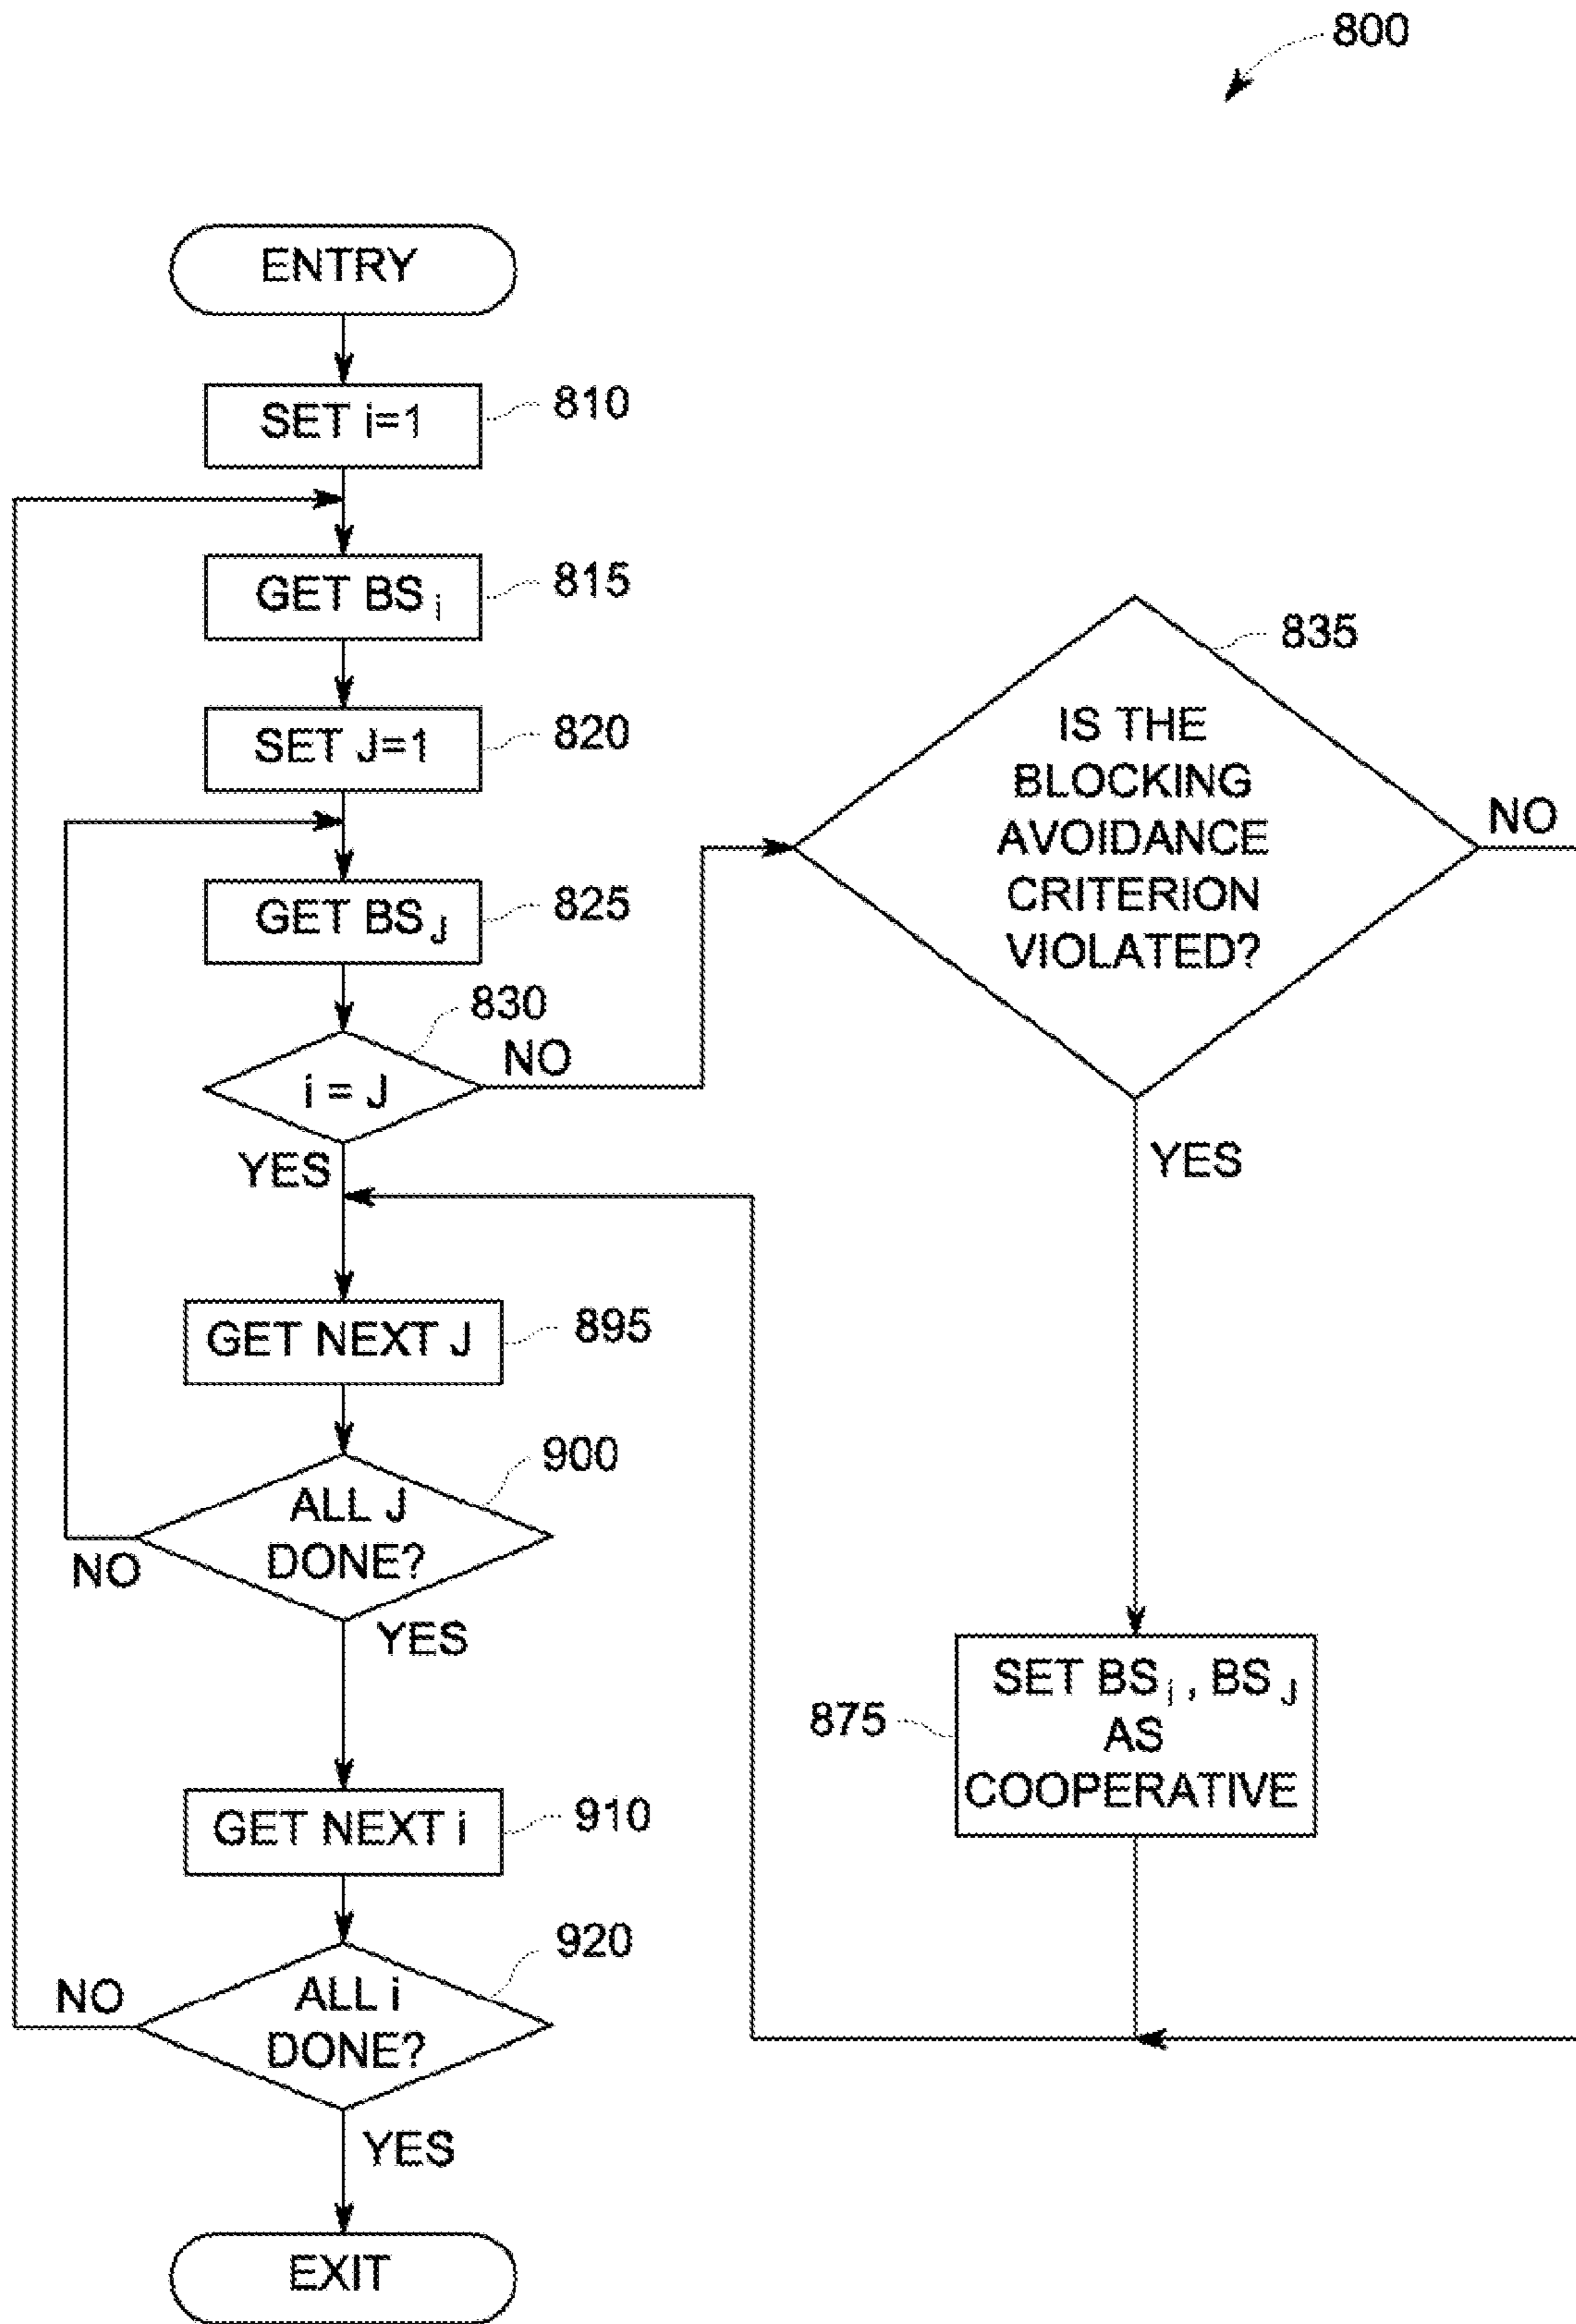 800
ENTRY
SET i=1
810
GET BS i
815
SET J=1
820
GET BS J
825
i = J
830
NO
YES
IS THE
BLOCKING
AVOIDANCE
CRITERION
VIOLATED?
835
NO
YES
GET NEXT J
895
ALL J
DONE?
900
NO
YES
SET BS i , BS J
AS
COOPERATIVE
875
GET NEXT i
910
ALL i
DONE?
920
NO
YES
EXIT